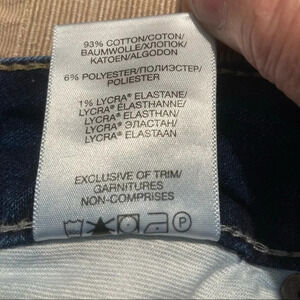 93% COTTON/COTON/
BAUMWOLLE/ХЛОПОК/
KATOEN/ALGODON
6% POLYESTER/ПОЛИЭСТЕР/
POLIESTER
1% LYCRA® ELASTANE/
LYCRA® ÉLASTHANNE/
LYCRA® ELASTHAN/
LYCRA® ЭЛАСТАН/
LYCRA® ELASTAAN
EXCLUSIVE OF TRIM/
GARNITURES
NON-COMPRISES
P